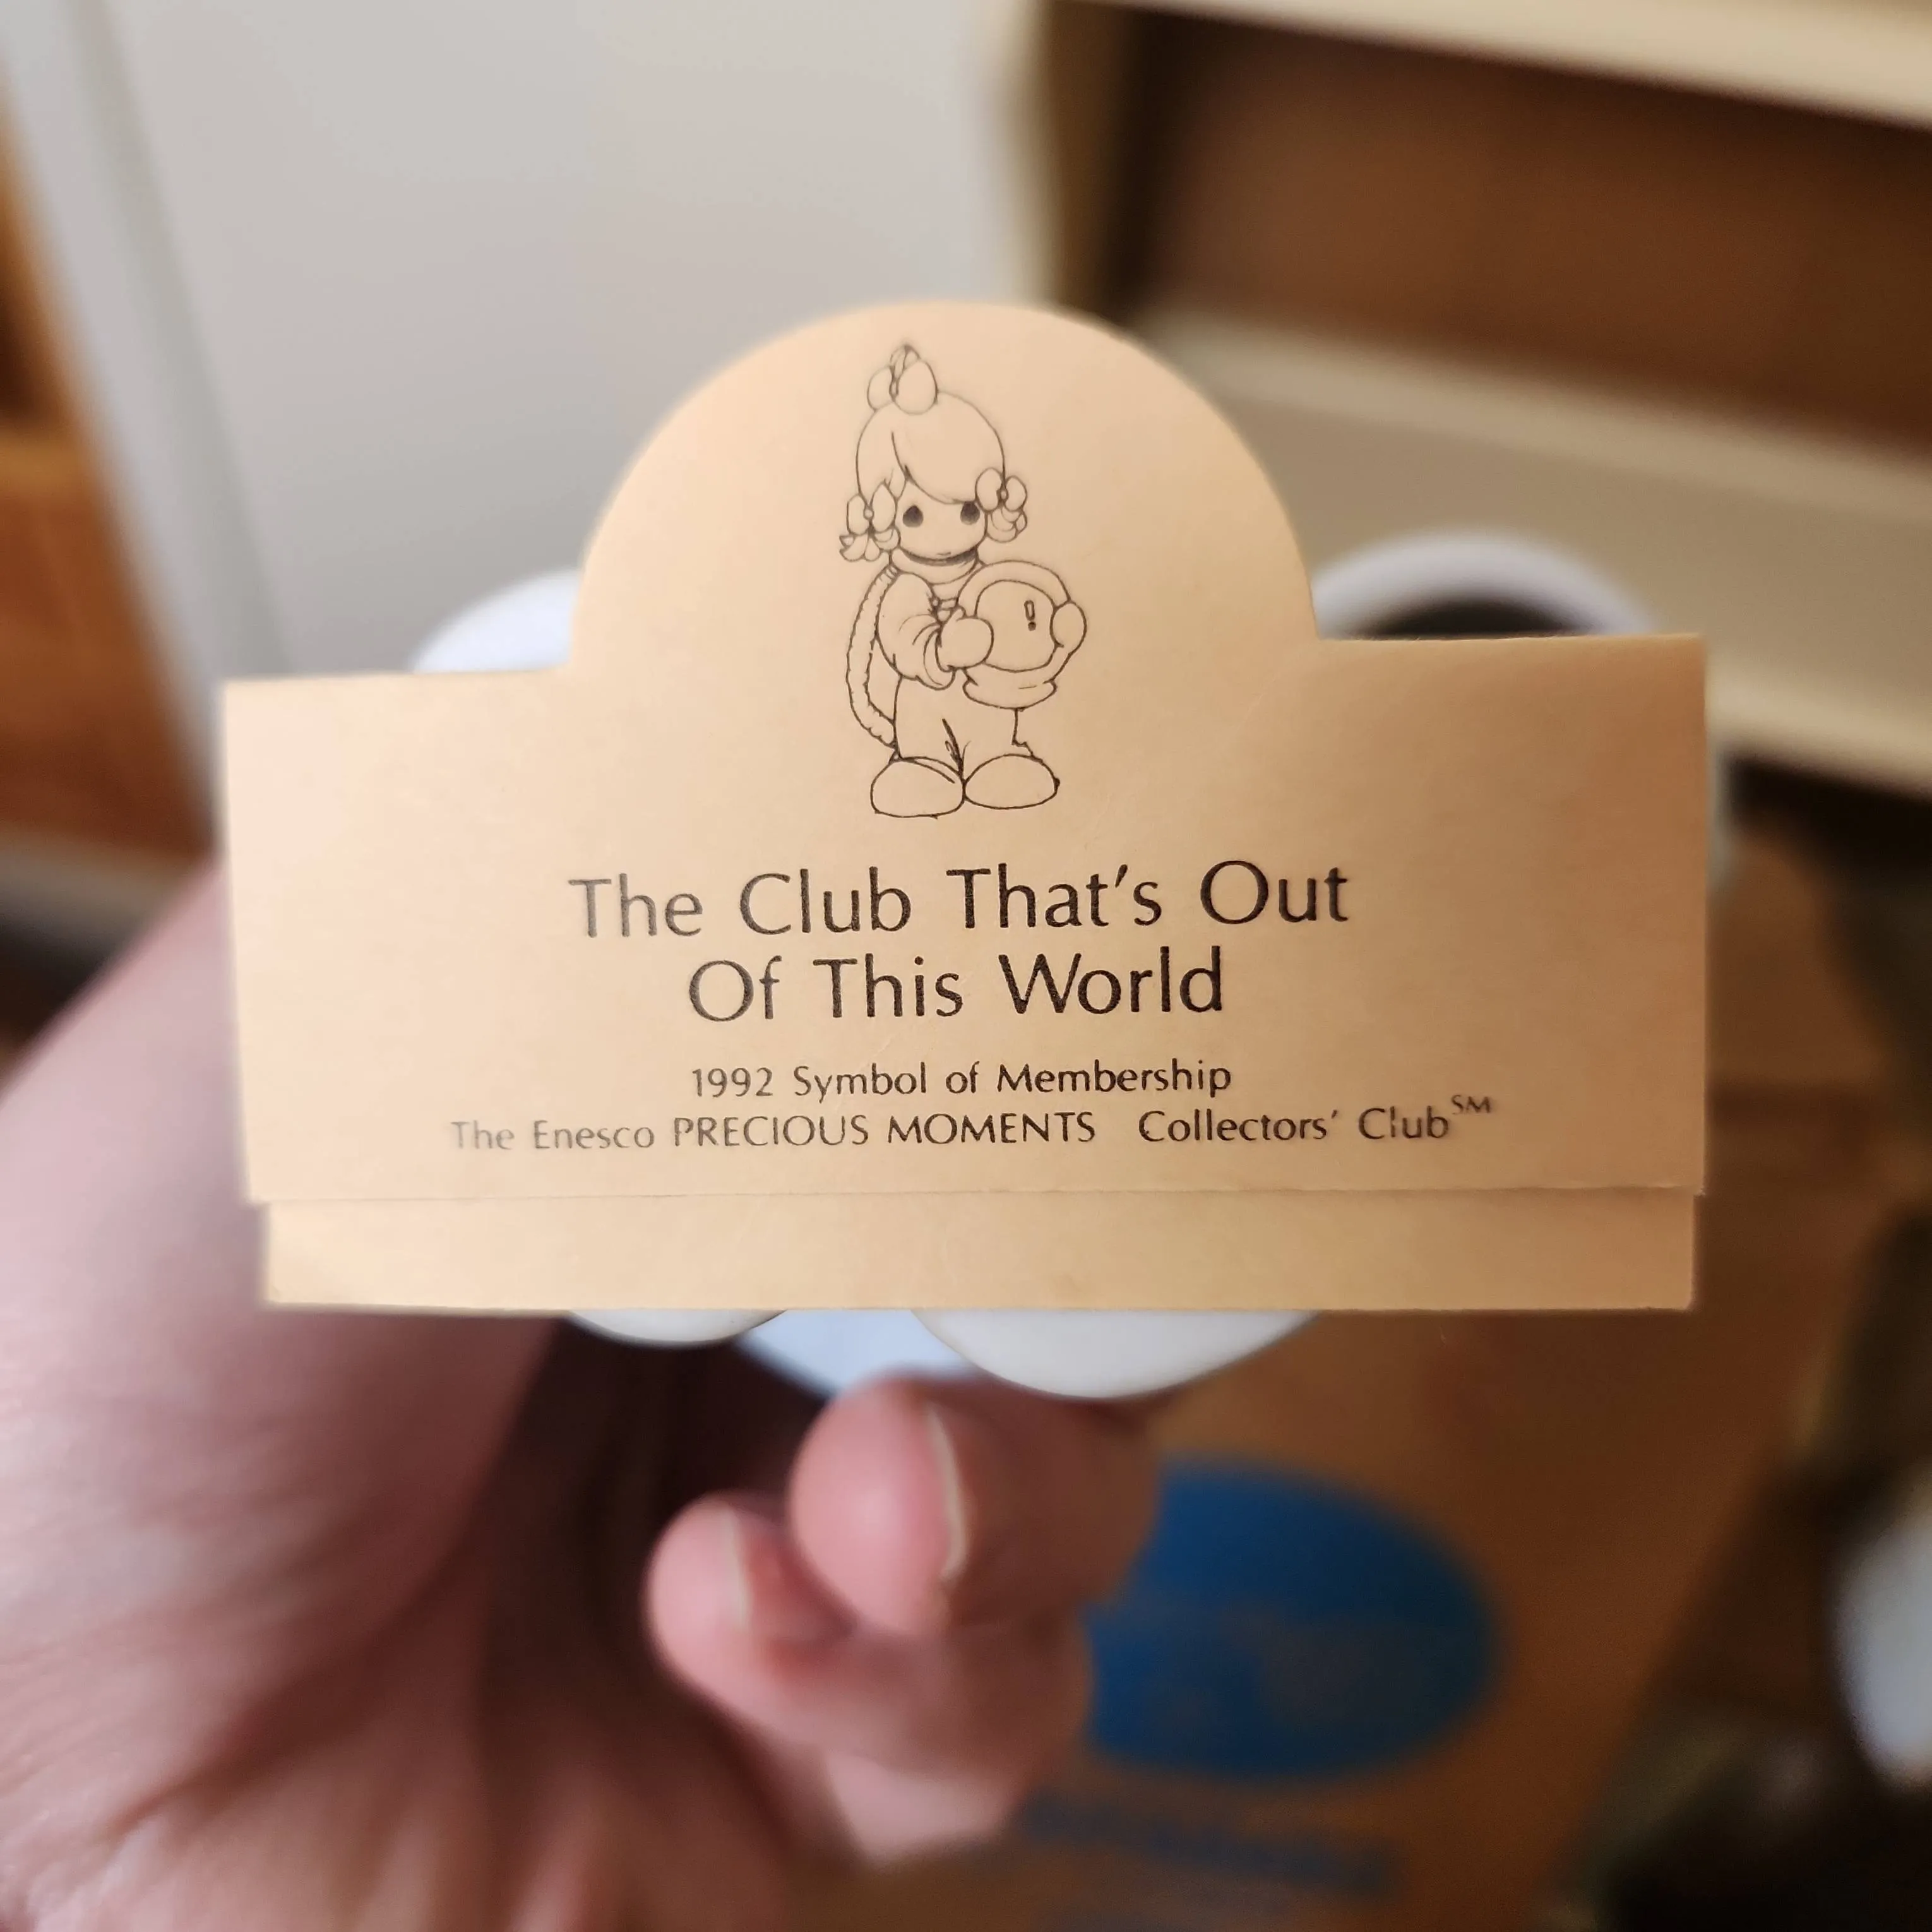 The Club That's Out
Of This World
1992 Symbol of Membership
The Enesco PRECIOUS MOMENTS Collectors' Club℠